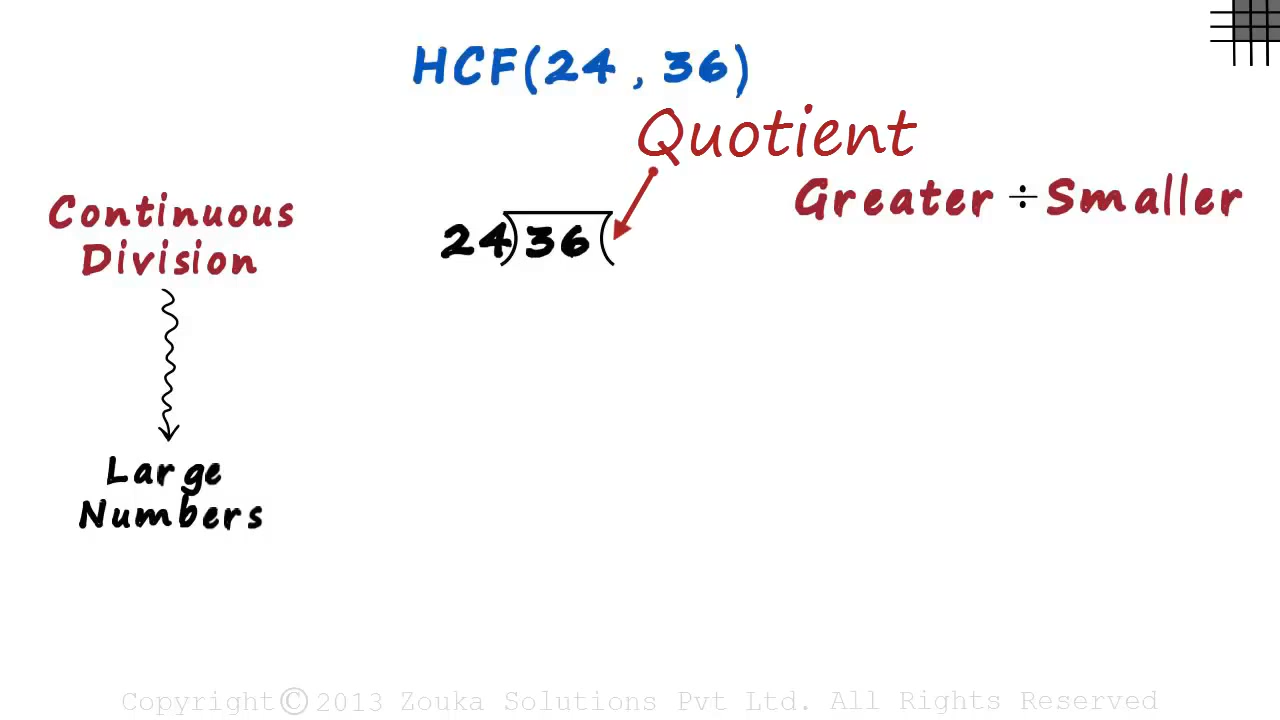 HCF(24 , 36)
Quotient
Greater ÷ Smaller
Continuous
Division
24)36(
Large
Numbers
Copyright © 2013 Zouka Solutions Pvt Ltd. All Rights Reserved